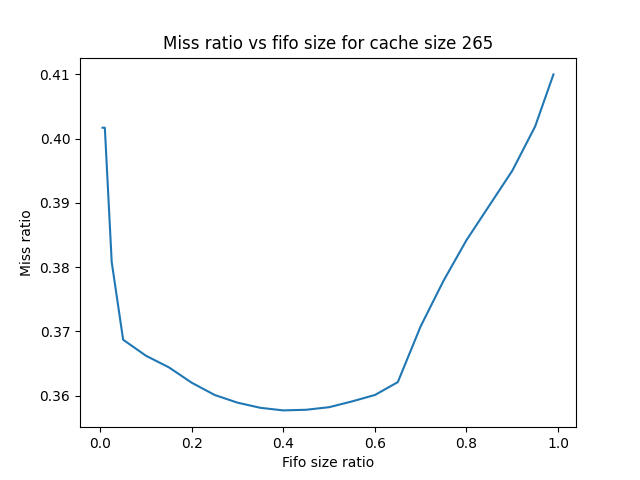 Miss ratio vs fifo size for cache size 265
0.41
0.40
0.39
0.38
0.37
0.36
Miss ratio
0.0 0.2 0.4 0.6 0.8 1.0
Fifo size ratio